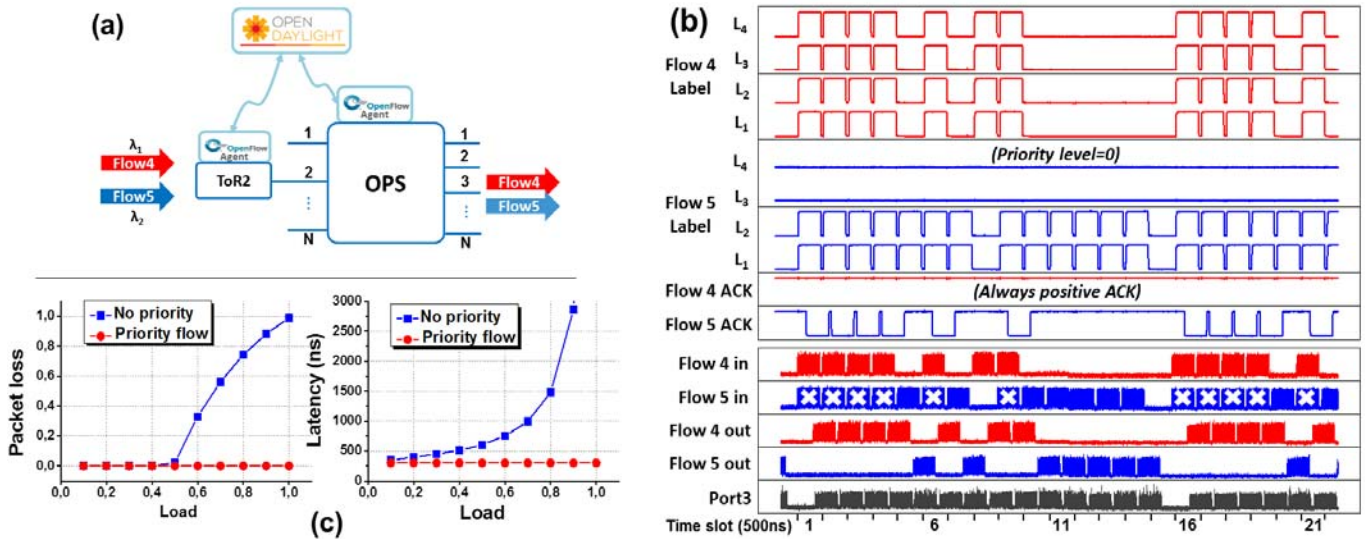 (a)
OPEN
DAYLIGHT
OpenFlow
Agent
OpenFlow
Agent
λ1
Flow4
Flow5
λ2
ToR2
1
2
N
OPS
1
2
3
N
Flow4
Flow5
Packet loss
1,0
0,8
0,6
0,4
0,2
0,0
No priority
Priority flow
0,0 0,2 0,4 0,6 0,8 1,0
Load
Latency (ns)
3000
2500
2000
1500
1000
500
250
0
No priority
Priority flow
0,0 0,2 0,4 0,6 0,8 1,0
Load
(c)
(b)
L4
Flow 4 L3
Label L2
L1
(Priority level=0)
L4
Flow 5 L3
Label L2
L1
Flow 4 ACK (Always positive ACK)
Flow 5 ACK
Flow 4 in
Flow 5 in
Flow 4 out
Flow 5 out
Port3
Time slot (500ns) 1 6 11 16 21